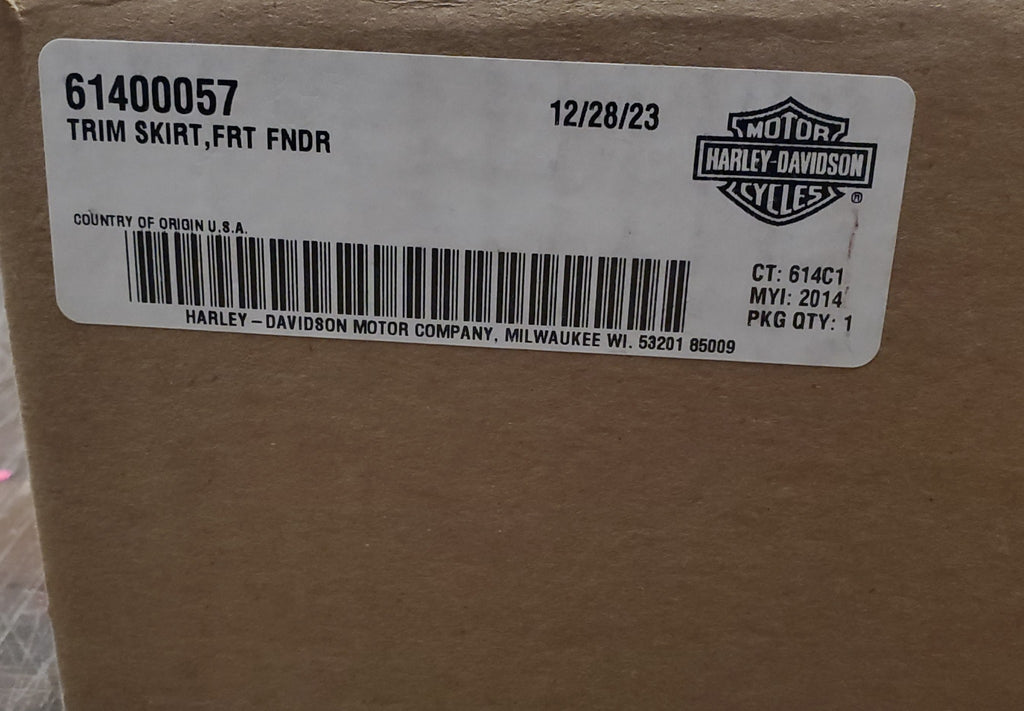 61400057
12/28/23
TRIM SKIRT,FRT FNDR
MOTOR
HARLEY-DAVIDSON
CYCLES
®
COUNTRY OF ORIGIN U.S.A.
CT: 614C1
MYI: 2014
PKG QTY: 1
HARLEY-DAVIDSON MOTOR COMPANY, MILWAUKEE WI. 53201 85009